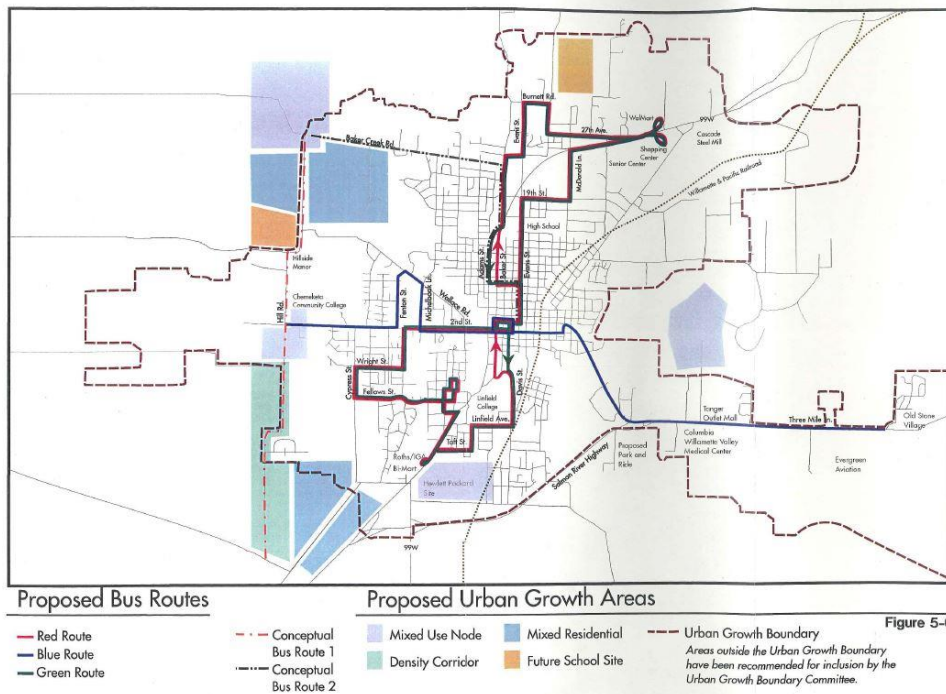 Burnett Rd.
Evans St.
27th Ave.
WalMart
99W
Cascade
Steel Mill
Shopping
Center
Senior Center
McDonald Ln.
Willamette & Pacific Railroad
Baker Creek Rd.
19th St.
High School
Adams St.
Baker St.
Evans St.
Hillside
Manor
Chemeketa
Community College
Hill Rd.
Fenton St.
Michelbook Ln.
Wallace Rd.
2nd St.
Wright St.
Cypress St.
Fellows St.
Linfield
College
Davis St.
Linfield Ave.
Taft St.
Roths/IGA
Bi-Mart
Hewlett Packard
Site
99W
Salmon River Highway
Proposed
Park and
Ride
Tanger
Outlet Mall
Columbia
Willamette Valley
Medical Center
Three Mile Ln.
Old Stone
Village
Evergreen
Aviation
Proposed Bus Routes
Red Route
Blue Route
Green Route
Conceptual
Bus Route 1
Conceptual
Bus Route 2
Proposed Urban Growth Areas
Mixed Use Node
Density Corridor
Mixed Residential
Future School Site
Urban Growth Boundary
Areas outside the Urban Growth Boundary
have been recommended for inclusion by the
Urban Growth Boundary Committee.
Figure 5-